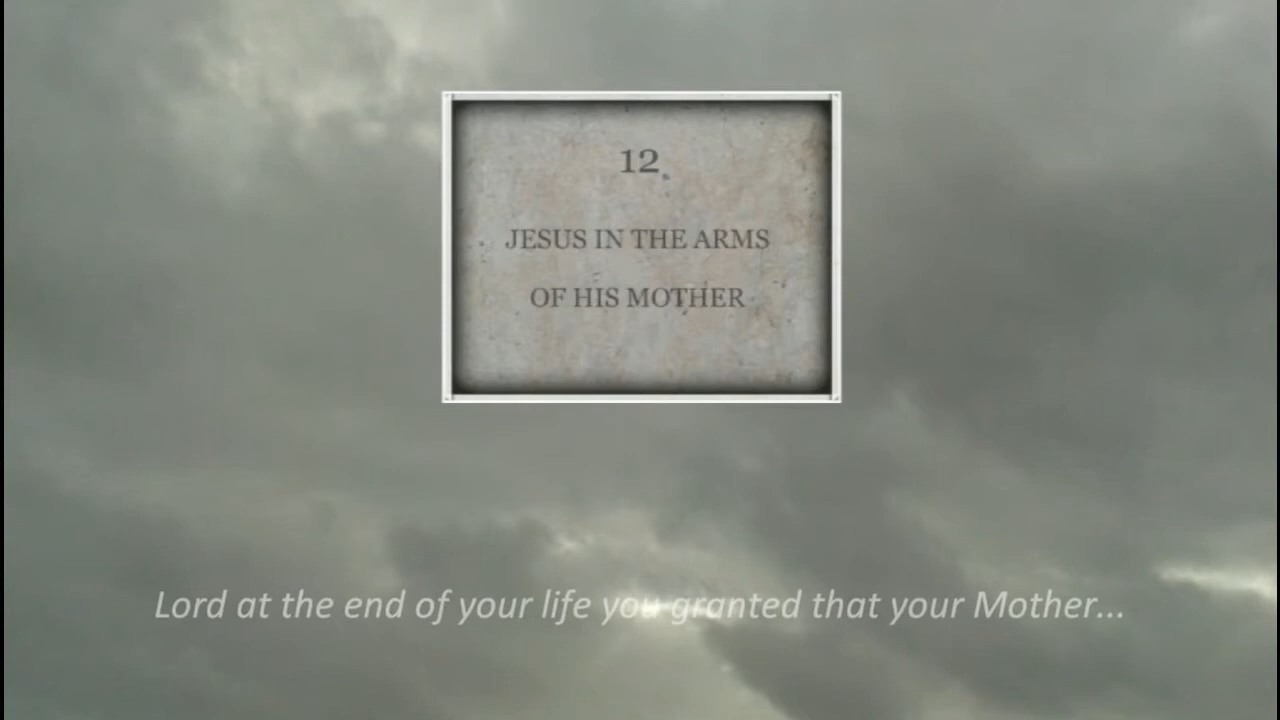 12
JESUS IN THE ARMS
OF HIS MOTHER
Lord at the end of your life you granted that your Mother...